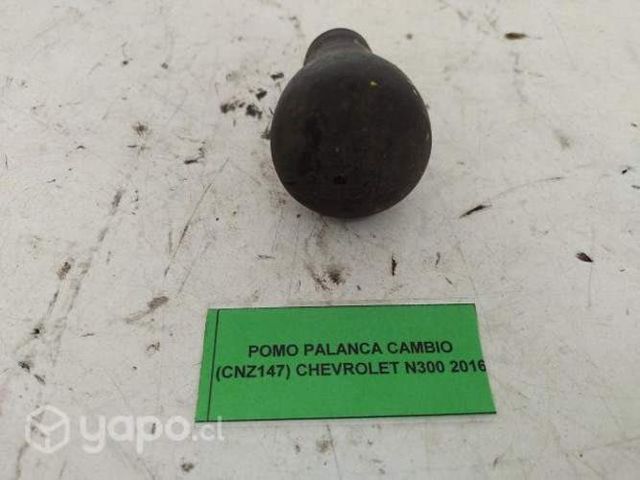 POMO PALANCA CAMBIO
(CNZ147) CHEVROLET N300 2016
yapo.cl